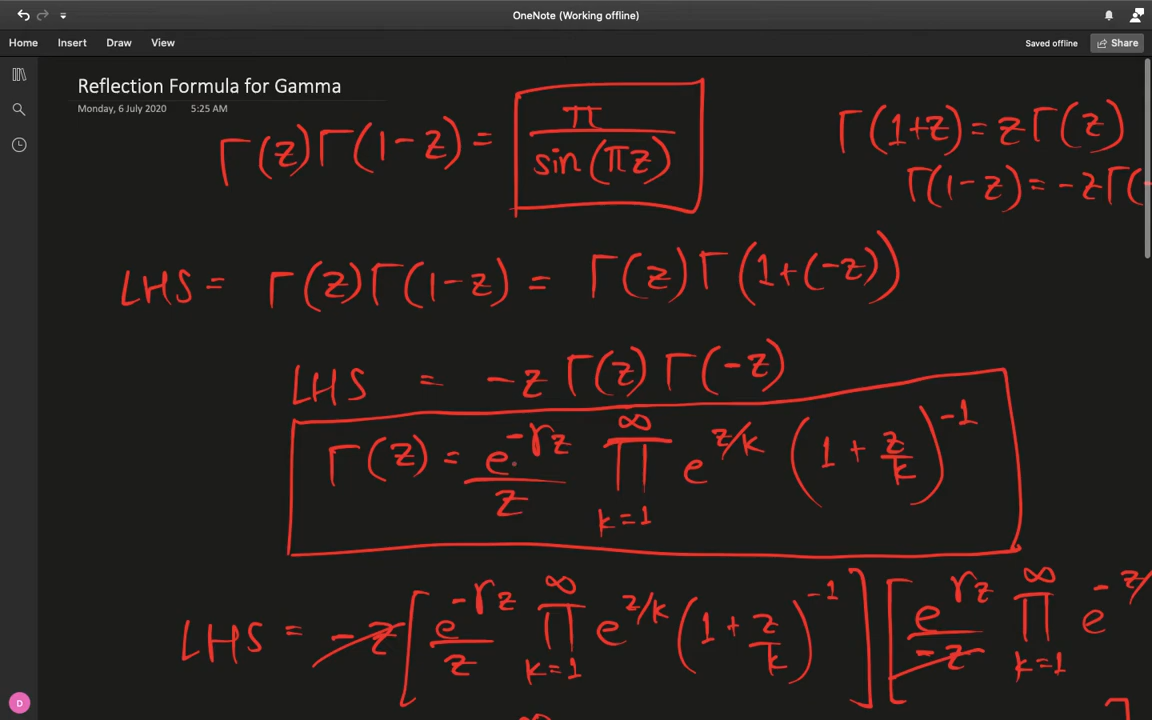 OneNote (Working offline)
Home Insert Draw View
Saved offline Share
Reflection Formula for Gamma
Monday, 6 July 2020 5:25 AM
Γ(z)Γ(1-z) = π/sin(πz)
Γ(1+z) = zΓ(z)
Γ(1-z) = -zΓ(-
LHS = Γ(z)Γ(1-z) = Γ(z)Γ(1+(-z))
LHS = -zΓ(z)Γ(-z)
Γ(z) = e^{-γz}/z ∏_{k=1}^{∞} e^{z/k} (1 + z/k)^{-1}
LHS = -z [e^{-γz}/z ∏_{k=1}^{∞} e^{z/k} (1 + z/k)^{-1}] [e^{γz}/-z ∏_{k=1}^{∞} e^{-z/
∞
D